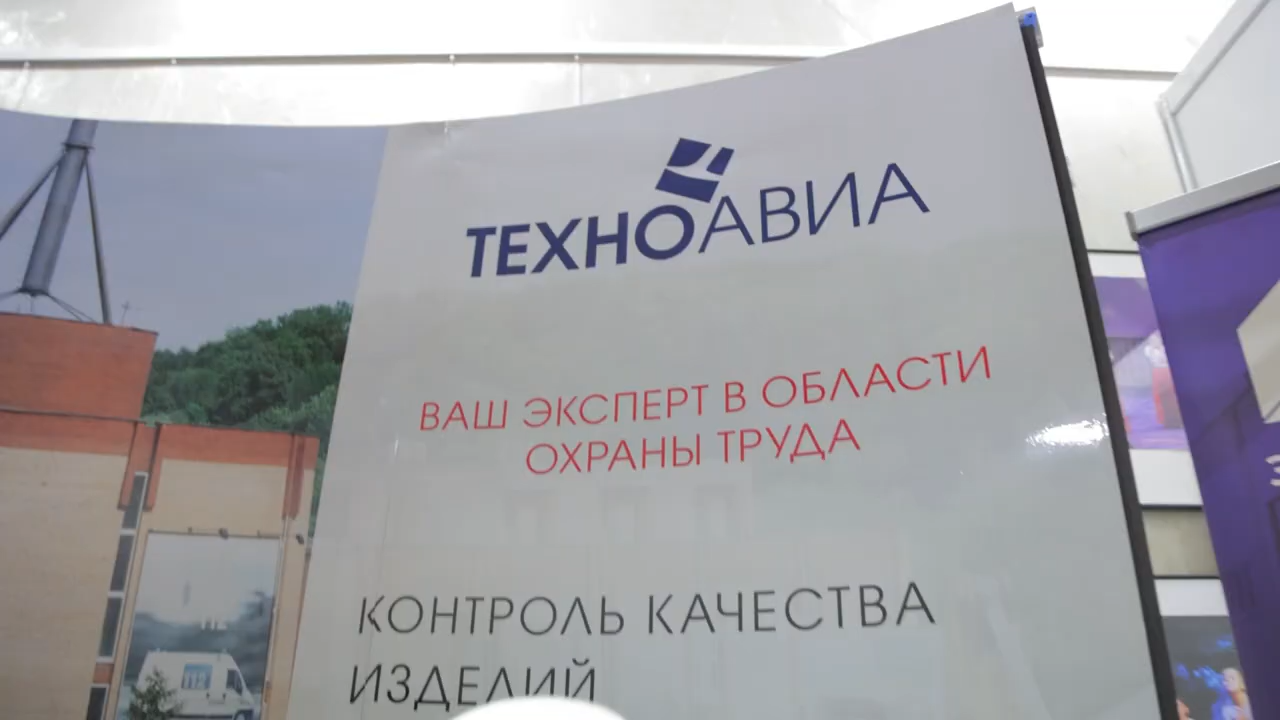 ТЕХНОАВИА
ВАШ ЭКСПЕРТ В ОБЛАСТИ
ОХРАНЫ ТРУДА
КОНТРОЛЬ КАЧЕСТВА
ИЗДЕЛИЙ